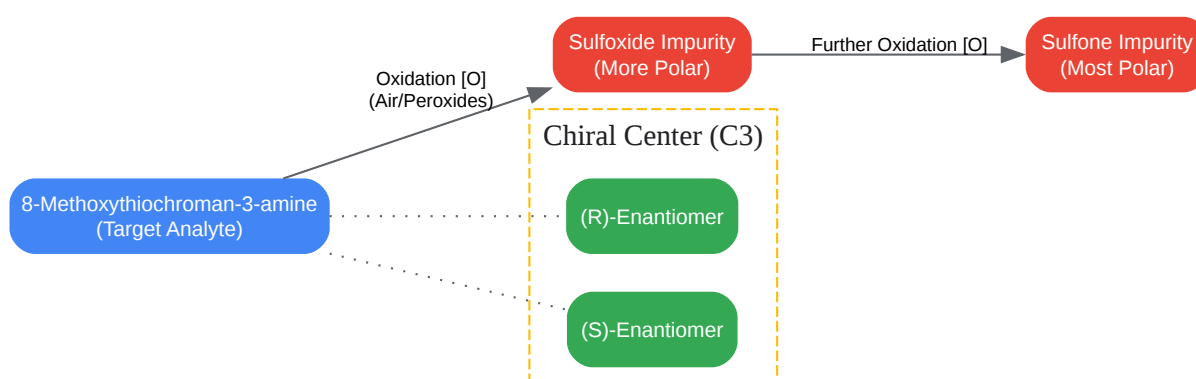 Sulfoxide Impurity
(More Polar)
Further Oxidation [O]
Sulfone Impurity
(Most Polar)
Oxidation [O]
(Air/Peroxides)
Chiral Center (C3)
8-Methoxythiochroman-3-amine
(Target Analyte)
(R)-Enantiomer
(S)-Enantiomer